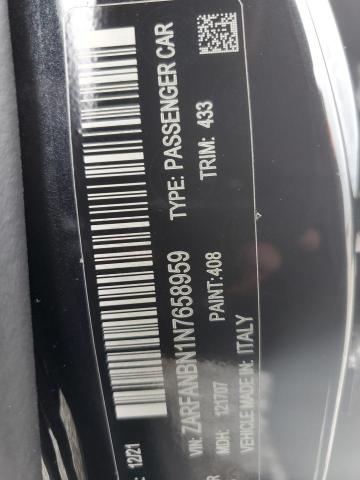 12/21
VIN: ZARFANBN1N7658959 TYPE: PASSENGER CAR
MDH: 121707 PAINT:408 TRIM: 433
VEHICLE MADE IN: ITALY